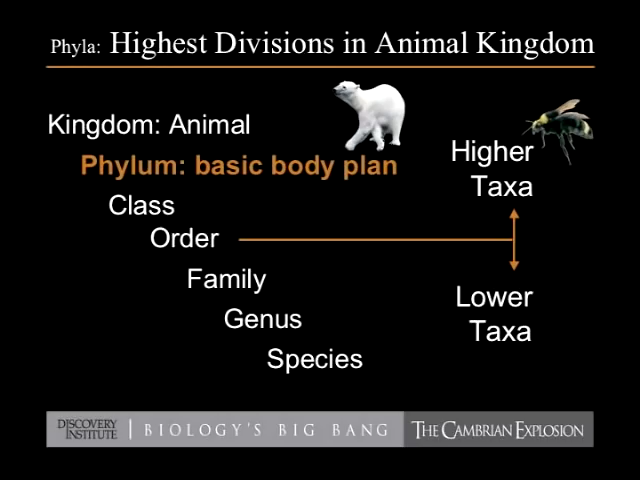 Phyla: Highest Divisions in Animal Kingdom
Kingdom: Animal
Phylum: basic body plan
Class
Order
Family
Genus
Species
Higher
Taxa
Lower
Taxa
DISCOVERY
INSTITUTE
BIOLOGY'S BIG BANG
THE CAMBRIAN EXPLOSION